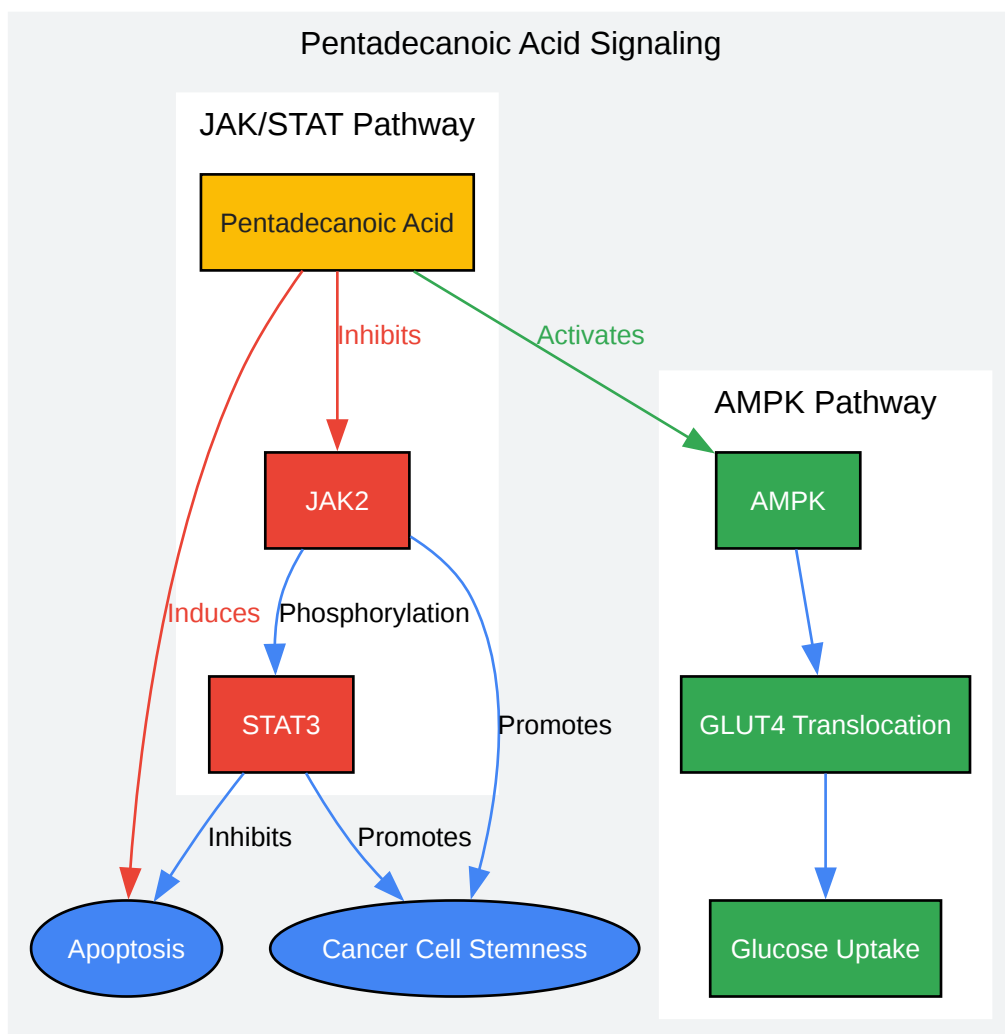 Pentadecanoic Acid Signaling
JAK/STAT Pathway
Pentadecanoic Acid
Inhibits
Activates
AMPK Pathway
JAK2
AMPK
Induces
Phosphorylation
STAT3
Promotes
GLUT4 Translocation
Inhibits
Promotes
Apoptosis
Cancer Cell Stemness
Glucose Uptake